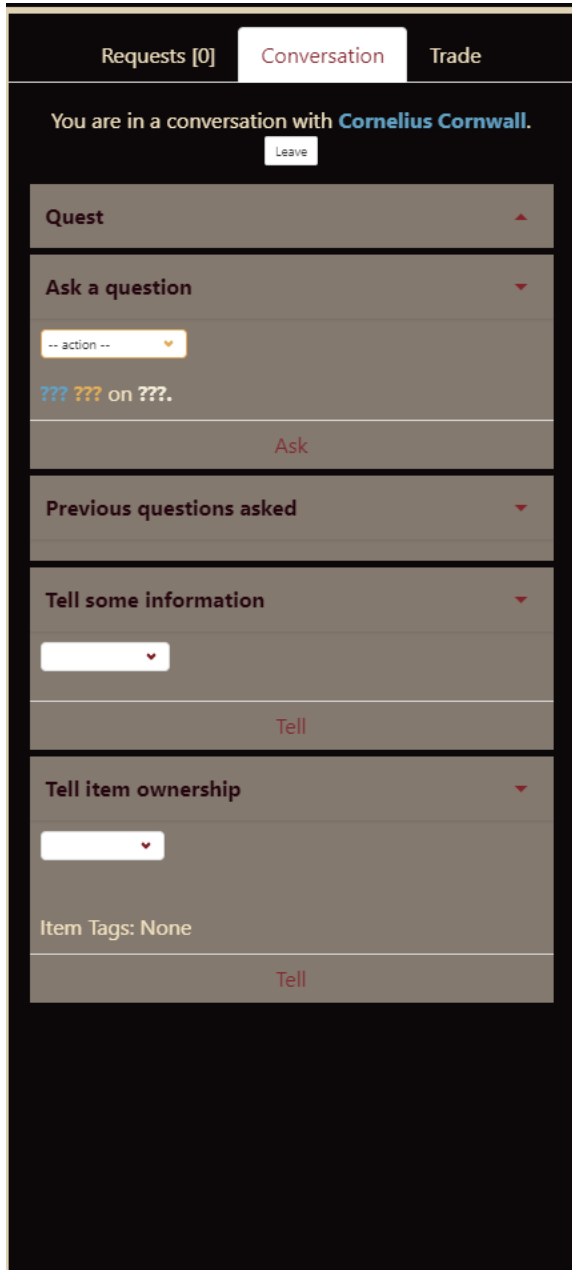 Requests [0] Conversation Trade
You are in a conversation with Cornelius Cornwall.
Leave
Quest
Ask a question
-- action --
??? ??? on ???.
Ask
Previous questions asked
Tell some information
Tell
Tell item ownership
Item Tags: None
Tell